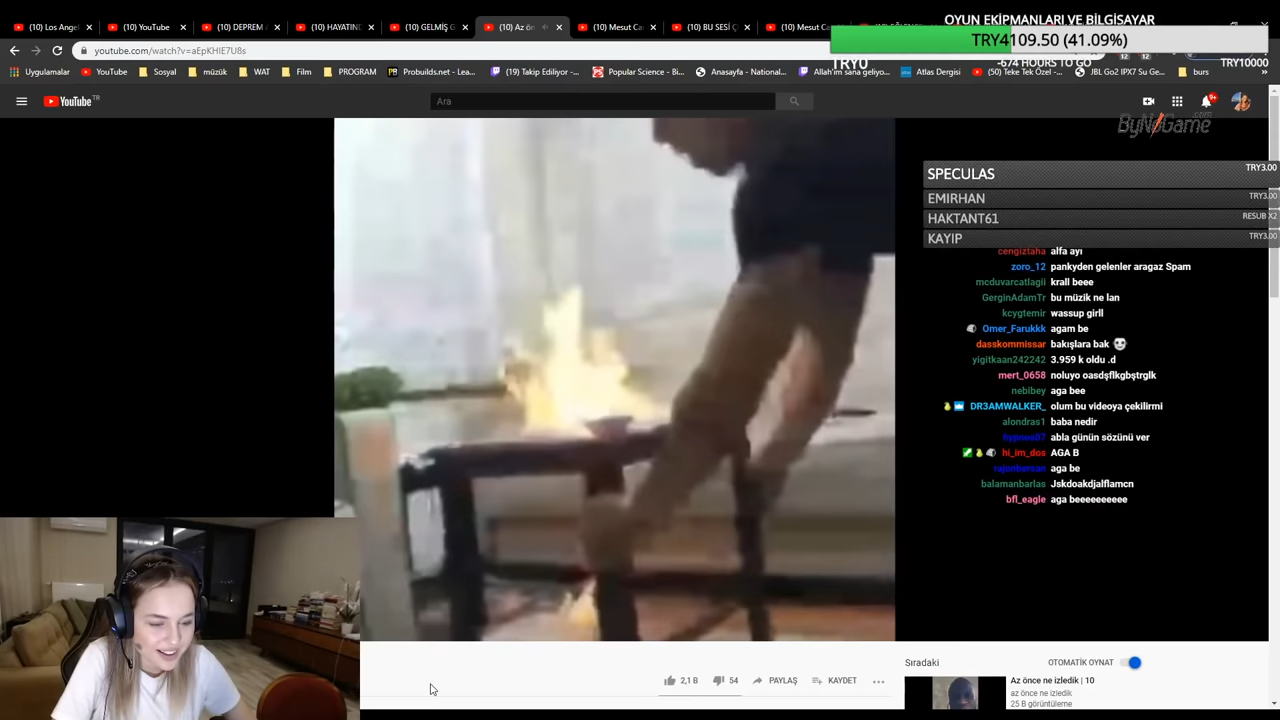 OYUN EKİPMANLARI VE BİLGİSAYAR
(10) Los Angel
(10) YouTube
(10) DEPREM A
(10) HAYATIND
(10) GELMİŞ G
(10) Az ön
(10) Mesut Ca
(10) BU SESİ Ç
(10) Mesut Ca
TRY4109.50 (41.09%)
youtube.com/watch?v=aEpKHIE7U8s
TRY0
-674 HOURS TO GO
TRY10000
Uygulamalar
YouTube
Sosyal
müzik
WAT
Film
PROGRAM
Probuilds.net - Lea...
(19) Takip Ediliyor -...
Popular Science - Bi...
Anasayfa - National...
Allah'ım sana geliyo...
Atlas Dergisi
(50) Teke Tek Özel -...
JBL Go2 IPX7 Su Ge...
burs
YouTube TR
Ara
9+
ByNoGame.com
SPECULAS TRY3.00
EMIRHAN TRY3.00
HAKTANT61 RESUB X2
KAYIP TRY3.00
cengiztaha alfa ayı
zoro_12 pankyden gelenler aragaz Spam
mcduvarcatlagii krall beee
GerginAdamTr bu müzik ne lan
kcygtemir wassup girll
Omer_Farukkk agam be
dasskommissar bakışlara bak
yigitkaan242242 3.959 k oldu .d
mert_0658 noluyo oasdşflkgbştrglk
nebibey aga bee
DR3AMWALKER_ olum bu videoya çekilirmi
alondras1 baba nedir
hypnos07 abla günün sözünü ver
hi_im_dos AGA B
rajonbersan aga be
balamanbarlas Jskdoakdjalflamcn
bfl_eagle aga beeeeeeeeee
Sıradaki
OTOMATİK OYNAT
2,1 B
54
PAYLAŞ
KAYDET
Az önce ne izledik | 10
az önce ne izledik
25 B görüntüleme